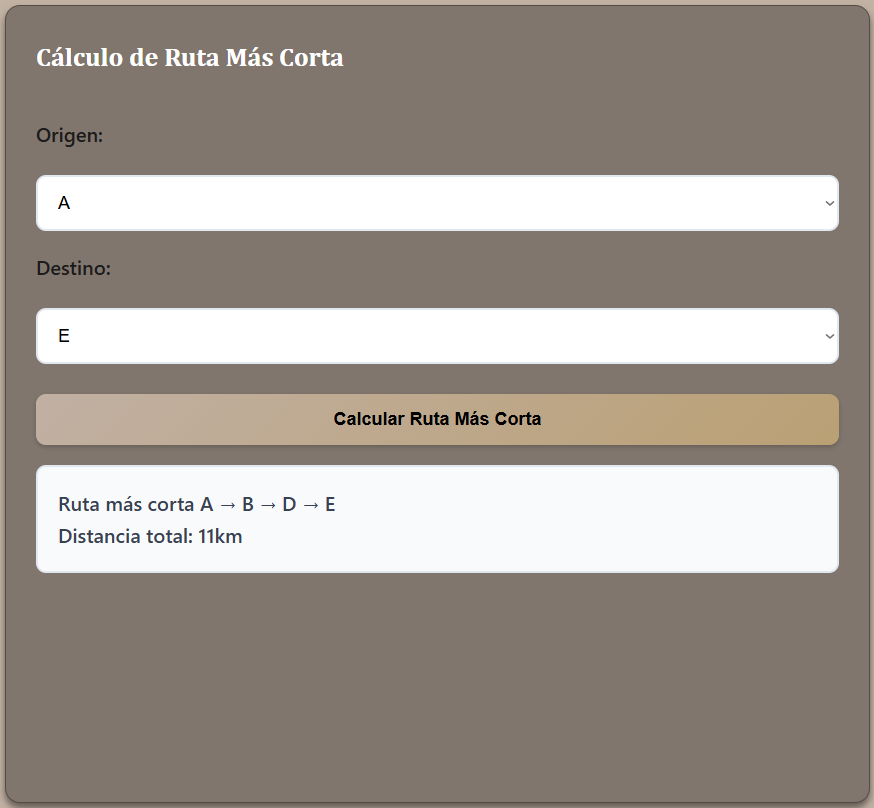 Cálculo de Ruta Más Corta
Origen:
A
Destino:
E
Calcular Ruta Más Corta
Ruta más corta A → B → D → E
Distancia total: 11km